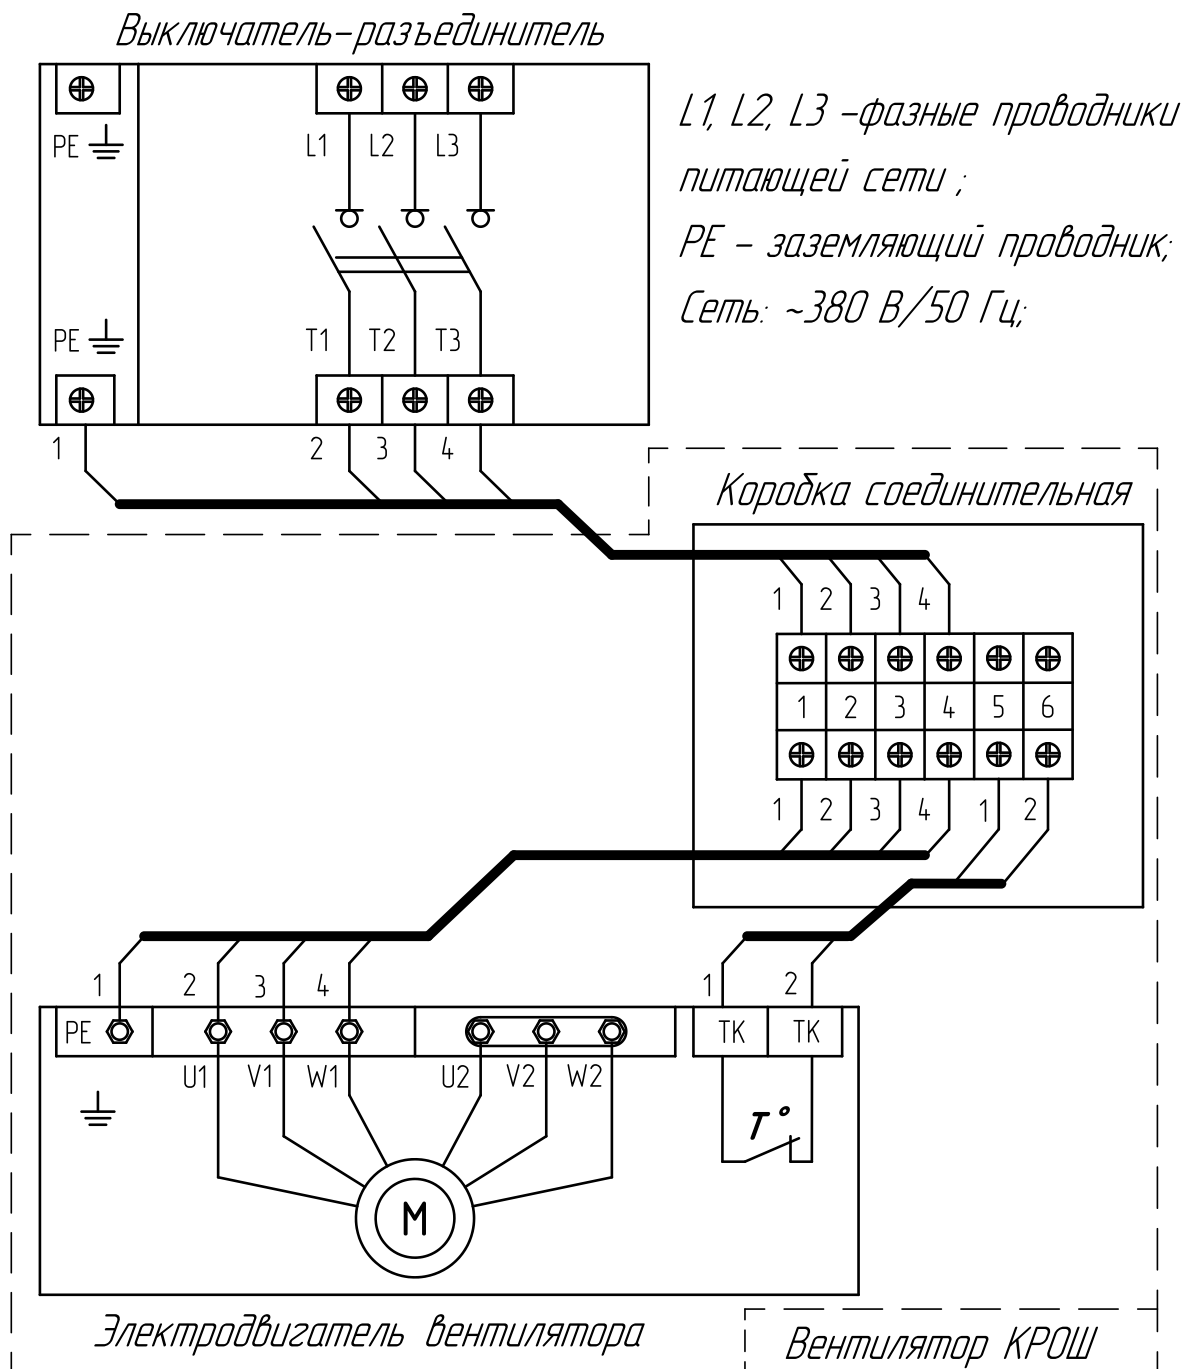 Выключатель-разъединитель
L1, L2, L3 -фазные проводники
питающей сети ;
PE - заземляющий проводник;
Сеть: ~380 В/50 Гц;
PE L1 L2 L3
PE T1 T2 T3
1 2 3 4
Коробка соединительная
1 2 3 4
1 2 3 4 5 6
1 2 3 4 1 2
1 2 3 4 1 2
PE TK TK
U1 V1 W1 U2 V2 W2
T°
M
Электродвигатель вентилятора
Вентилятор КРОШ